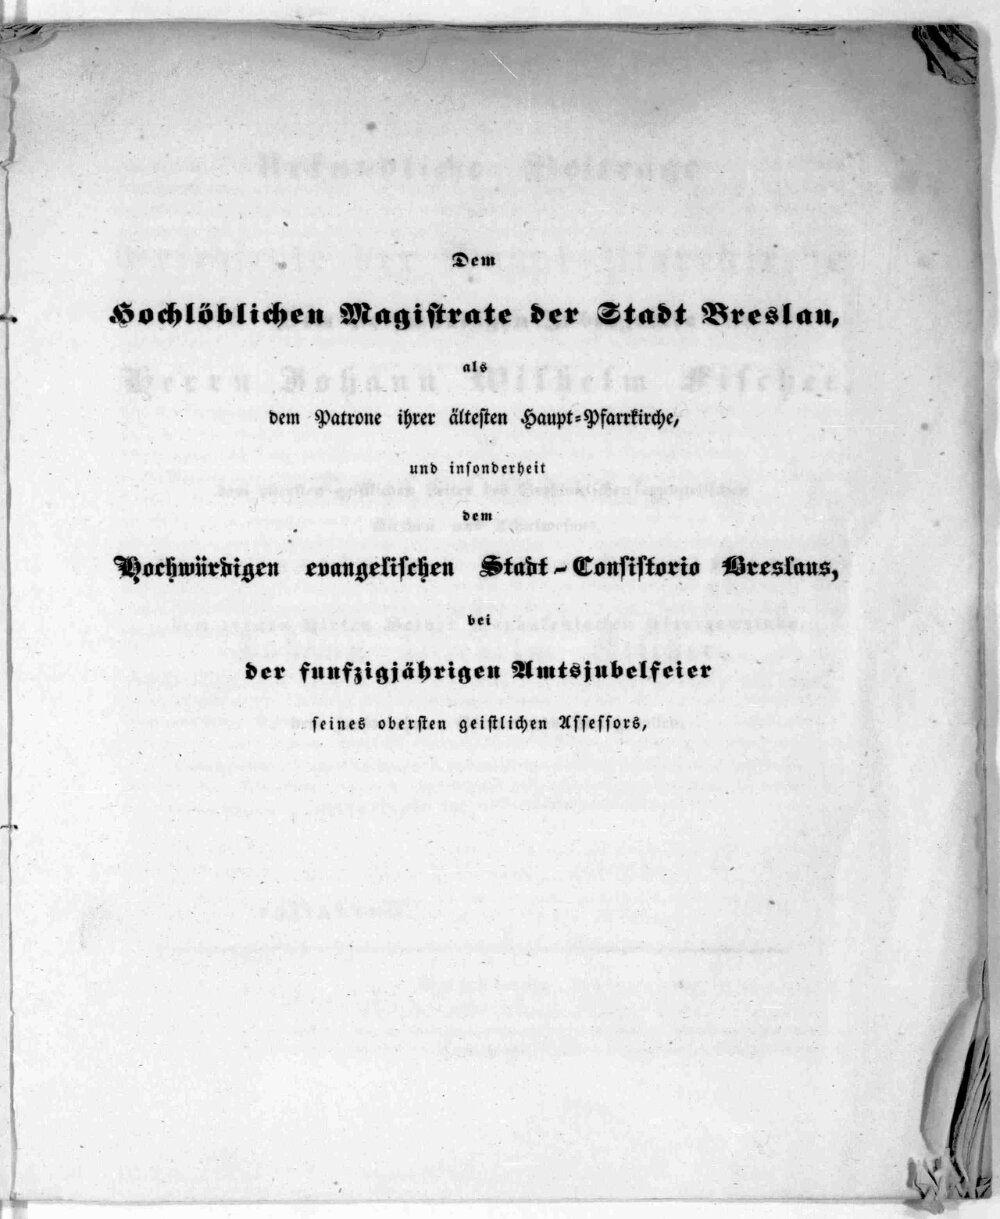 Dem
Hochlöblichen Magistrate der Stadt Breslau,
als
dem Patrone ihrer ältesten Haupt-Pfarrkirche,
und insonderheit
dem
Hochwürdigen evangelischen Stadt-Consistorio Breslaus,
bei
der funfzigjährigen Amtsjubelfeier
seines obersten geistlichen Assessors,